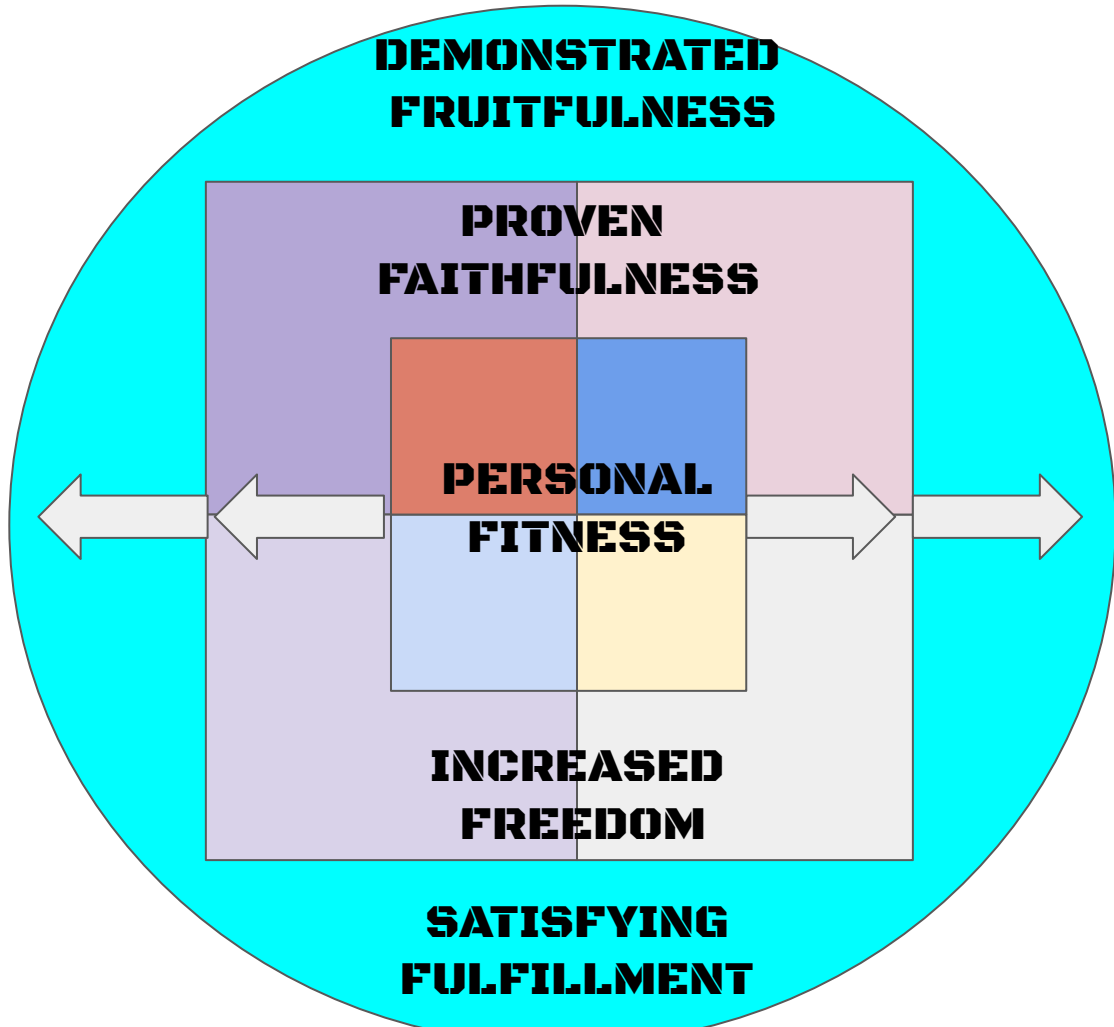 DEMONSTRATED
FRUITFULNESS
PROVEN
FAITHFULNESS
PERSONAL
FITNESS
INCREASED
FREEDOM
SATISFYING
FULFILLMENT